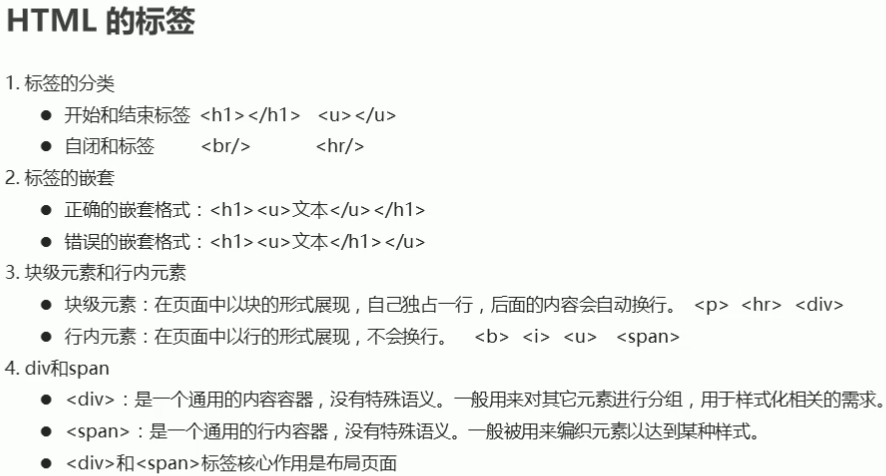 HTML 的标签
1. 标签的分类
● 开始和结束标签 <h1></h1> <u></u>
● 自闭和标签 <br/> <hr/>
2. 标签的嵌套
● 正确的嵌套格式：<h1><u>文本</u></h1>
● 错误的嵌套格式：<h1><u>文本</h1></u>
3. 块级元素和行内元素
● 块级元素：在页面中以块的形式展现，自己独占一行，后面的内容会自动换行。 <p> <hr> <div>
● 行内元素：在页面中以行的形式展现，不会换行。 <b> <i> <u> <span>
4. div和span
● <div>：是一个通用的内容容器，没有特殊语义。一般用来对其它元素进行分组，用于样式化相关的需求。
● <span>：是一个通用的行内容器，没有特殊语义。一般被用来编织元素以达到某种样式。
● <div>和<span>标签核心作用是布局页面